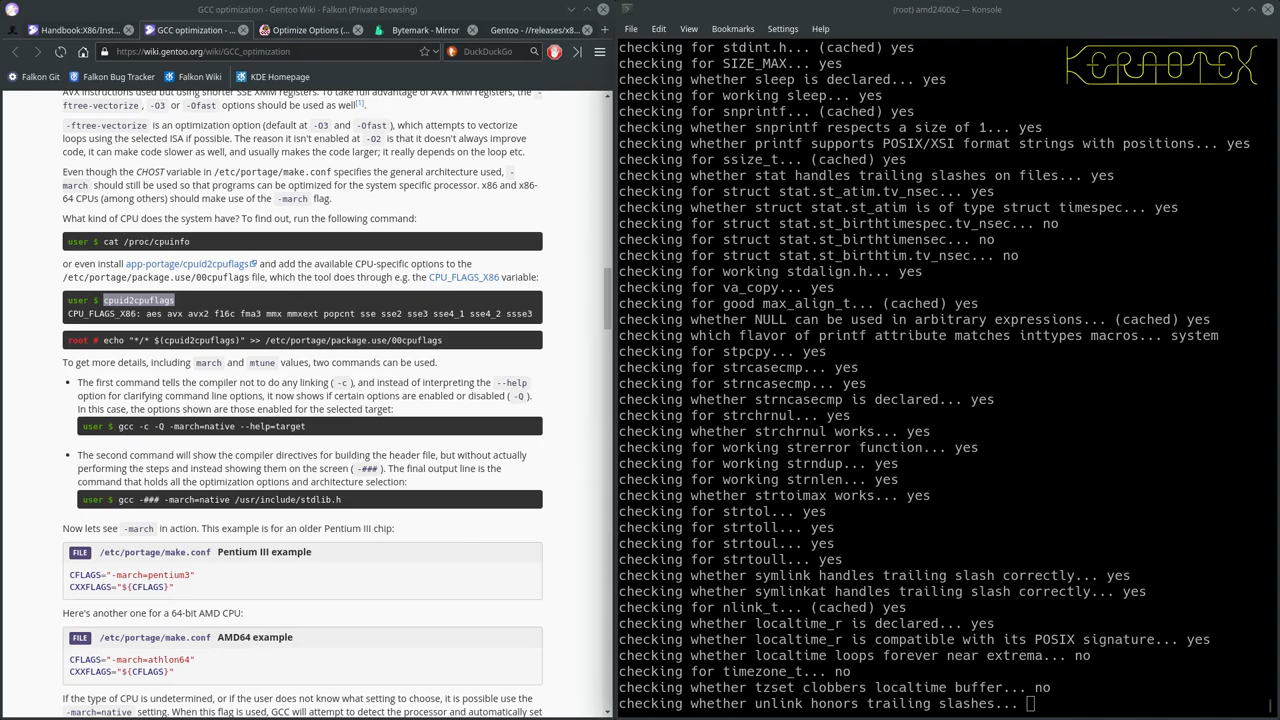 GCC optimization - Gentoo Wiki - Falkon (Private Browsing)
Handbook:X86/Inst...
GCC optimization - ...
Optimize Options (...
Bytemark - Mirror
Gentoo – //releases/x8...
https://wiki.gentoo.org/wiki/GCC_optimization
DuckDuckGo
Falkon Git
Falkon Bug Tracker
Falkon Wiki
KDE Homepage
AVX instructions used but using shorter SSE XMM registers. To take full advantage of AVX YMM registers, the -
ftree-vectorize, -O3 or -Ofast options should be used as well[1].
-ftree-vectorize is an optimization option (default at -O3 and -Ofast), which attempts to vectorize
loops using the selected ISA if possible. The reason it isn't enabled at -O2 is that it doesn't always improve
code, it can make code slower as well, and usually makes the code larger; it really depends on the loop etc.
Even though the CHOST variable in /etc/portage/make.conf specifies the general architecture used, -
march should still be used so that programs can be optimized for the system specific processor. x86 and x86-
64 CPUs (among others) should make use of the -march flag.
What kind of CPU does the system have? To find out, run the following command:
user $ cat /proc/cpuinfo
or even install app-portage/cpuid2cpuflags and add the available CPU-specific options to the
/etc/portage/package.use/00cpuflags file, which the tool does through e.g. the CPU_FLAGS_X86 variable:
user $ cpuid2cpuflags
CPU_FLAGS_X86: aes avx avx2 f16c fma3 mmx mmxext popcnt sse sse2 sse3 sse4_1 sse4_2 ssse3
root # echo "*/* $(cpuid2cpuflags)" >> /etc/portage/package.use/00cpuflags
To get more details, including march and mtune values, two commands can be used.
• The first command tells the compiler not to do any linking (-c), and instead of interpreting the --help
option for clarifying command line options, it now shows if certain options are enabled or disabled (-Q).
In this case, the options shown are those enabled for the selected target:
user $ gcc -c -Q -march=native --help=target
• The second command will show the compiler directives for building the header file, but without actually
performing the steps and instead showing them on the screen (-###). The final output line is the
command that holds all the optimization options and architecture selection:
user $ gcc -### -march=native /usr/include/stdlib.h
Now lets see -march in action. This example is for an older Pentium III chip:
FILE /etc/portage/make.conf Pentium III example
CFLAGS="-march=pentium3"
CXXFLAGS="${CFLAGS}"
Here's another one for a 64-bit AMD CPU:
FILE /etc/portage/make.conf AMD64 example
CFLAGS="-march=athlon64"
CXXFLAGS="${CFLAGS}"
If the type of CPU is undetermined, or if the user does not know what setting to choose, it is possible use the
-march=native setting. When this flag is used, GCC will attempt to detect the processor and automatically set
(root) amd2400x2 — Konsole
File Edit View Bookmarks Settings Help
KERAOTEX
checking for stdint.h... (cached) yes
checking for SIZE_MAX... yes
checking whether sleep is declared... yes
checking for working sleep... yes
checking for snprintf... (cached) yes
checking whether snprintf respects a size of 1... yes
checking whether printf supports POSIX/XSI format strings with positions... yes
checking for ssize_t... (cached) yes
checking whether stat handles trailing slashes on files... yes
checking for struct stat.st_atim.tv_nsec... yes
checking whether struct stat.st_atim is of type struct timespec... yes
checking for struct stat.st_birthtimespec.tv_nsec... no
checking for struct stat.st_birthtimensec... no
checking for struct stat.st_birthtim.tv_nsec... no
checking for working stdalign.h... yes
checking for va_copy... yes
checking for good max_align_t... (cached) yes
checking whether NULL can be used in arbitrary expressions... (cached) yes
checking which flavor of printf attribute matches inttypes macros... system
checking for stpcpy... yes
checking for strcasecmp... yes
checking for strncasecmp... yes
checking whether strncasecmp is declared... yes
checking for strchrnul... yes
checking whether strchrnul works... yes
checking for working strerror function... yes
checking for working strndup... yes
checking for working strnlen... yes
checking whether strtoimax works... yes
checking for strtol... yes
checking for strtoll... yes
checking for strtoul... yes
checking for strtoull... yes
checking whether symlink handles trailing slash correctly... yes
checking whether symlinkat handles trailing slash correctly... yes
checking for nlink_t... (cached) yes
checking whether localtime_r is declared... yes
checking whether localtime_r is compatible with its POSIX signature... yes
checking whether localtime loops forever near extrema... no
checking for timezone_t... no
checking whether tzset clobbers localtime buffer... no
checking whether unlink honors trailing slashes...